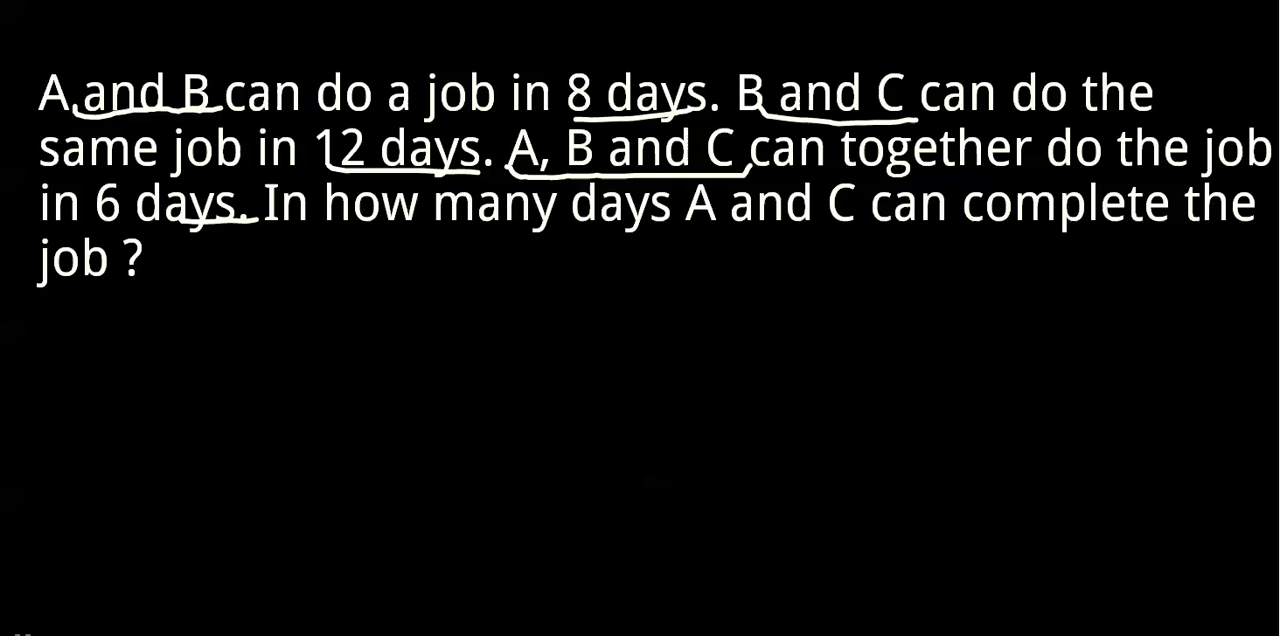 A and B can do a job in 8 days. B and C can do the
same job in 12 days. A, B and C can together do the job
in 6 days. In how many days A and C can complete the
job ?